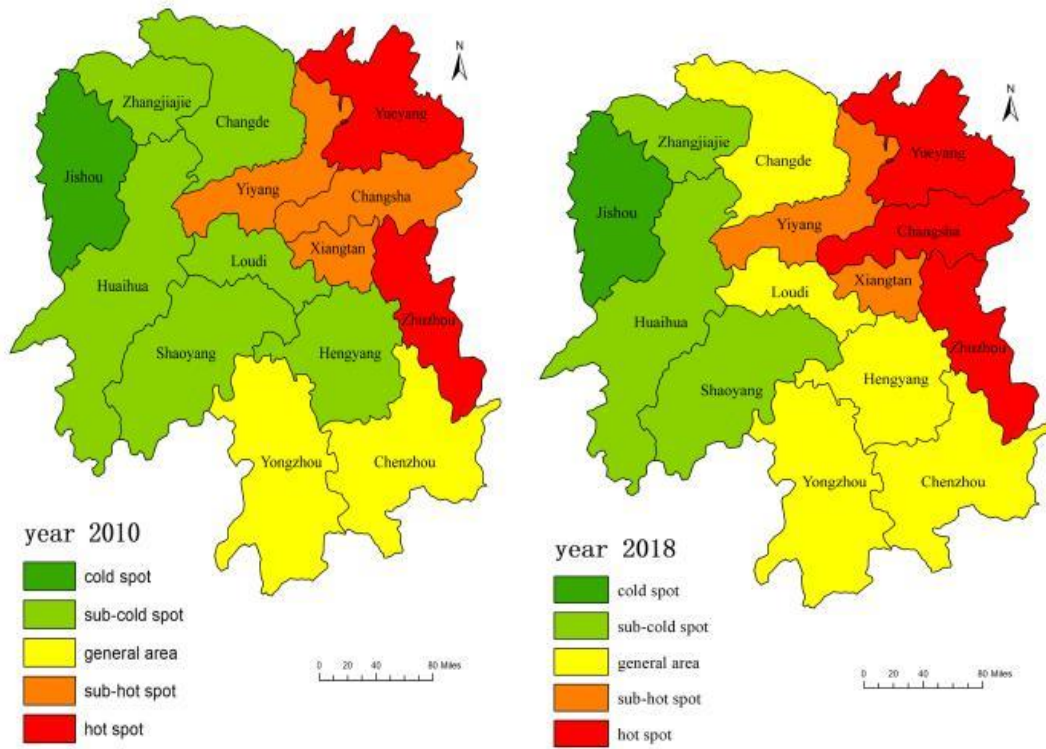 N
Zhangjiajie
Changde
Yueyang
Jishou
Yiyang
Changsha
Xiangtan
Loudi
Huaihua
Zhuzhou
Shaoyang
Hengyang
Yongzhou
Chenzhou
year 2010
cold spot
sub-cold spot
general area
sub-hot spot
hot spot
0 20 40 80 Miles
N
Zhangjiajie
Changde
Yueyang
Jishou
Yiyang
Changsha
Xiangtan
Loudi
Huaihua
Zhuzhou
Shaoyang
Hengyang
Yongzhou
Chenzhou
year 2018
cold spot
sub-cold spot
general area
sub-hot spot
hot spot
0 20 40 80 Miles